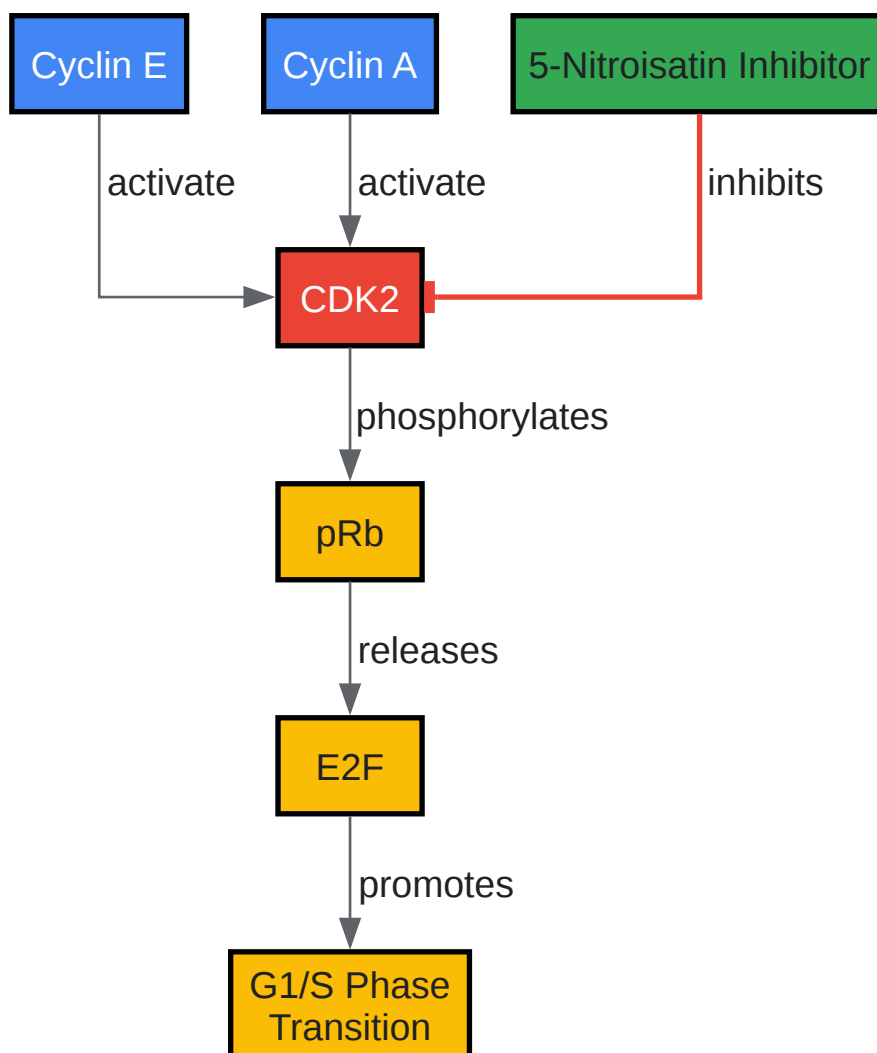 Cyclin E
Cyclin A
5-Nitroisatin Inhibitor
activate
activate
inhibits
CDK2
phosphorylates
pRb
releases
E2F
promotes
G1/S Phase
Transition